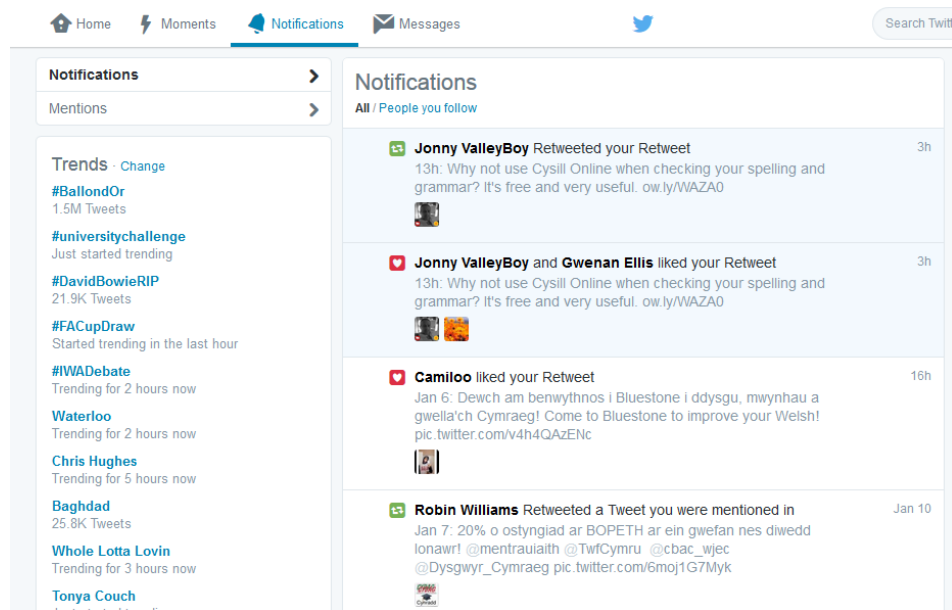 Home
Moments
Notifications
Messages
Search Twitt
Notifications
Mentions
Trends · Change
#BallondOr
1.5M Tweets
#universitychallenge
Just started trending
#DavidBowieRIP
21.9K Tweets
#FACupDraw
Started trending in the last hour
#IWADebate
Trending for 2 hours now
Waterloo
Trending for 2 hours now
Chris Hughes
Trending for 5 hours now
Baghdad
25.8K Tweets
Whole Lotta Lovin
Trending for 3 hours now
Tonya Couch
Notifications
All / People you follow
Jonny ValleyBoy Retweeted your Retweet
3h
13h: Why not use Cysill Online when checking your spelling and
grammar? It's free and very useful. ow.ly/WAZA0
Jonny ValleyBoy and Gwenan Ellis liked your Retweet
3h
13h: Why not use Cysill Online when checking your spelling and
grammar? It's free and very useful. ow.ly/WAZA0
Camiloo liked your Retweet
16h
Jan 6: Dewch am benwythnos i Bluestone i ddysgu, mwynhau a
gwella'ch Cymraeg! Come to Bluestone to improve your Welsh!
pic.twitter.com/v4h4QAzENc
Robin Williams Retweeted a Tweet you were mentioned in
Jan 10
Jan 7: 20% o ostyngiad ar BOPETH ar ein gwefan nes diwedd
Ionawr! @mentrauiaith @TwfCymru @cbac_wjec
@Dysgwyr_Cymraeg pic.twitter.com/6moj1G7Myk